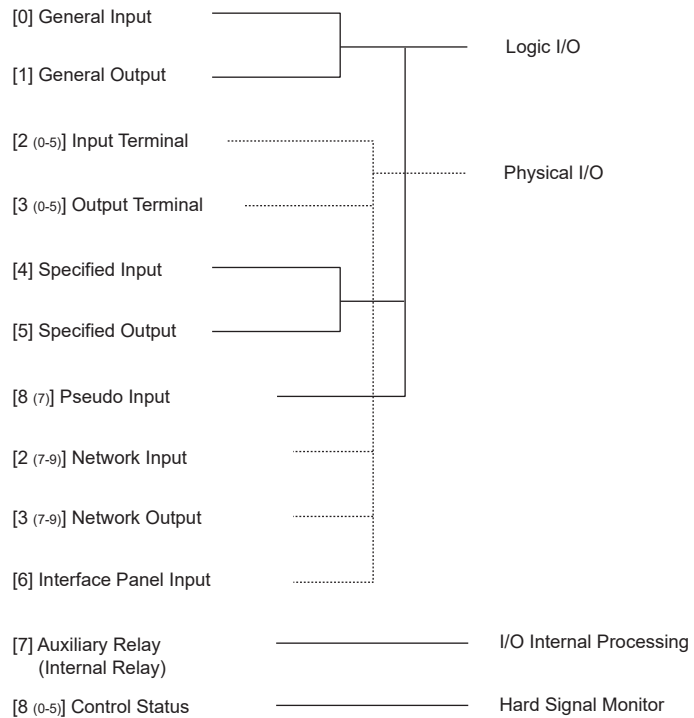 [0] General Input
Logic I/O
[1] General Output
[2 (0-5)] Input Terminal
Physical I/O
[3 (0-5)] Output Terminal
[4] Specified Input
[5] Specified Output
[8 (7)] Pseudo Input
[2 (7-9)] Network Input
[3 (7-9)] Network Output
[6] Interface Panel Input
[7] Auxiliary Relay
(Internal Relay)
I/O Internal Processing
[8 (0-5)] Control Status
Hard Signal Monitor